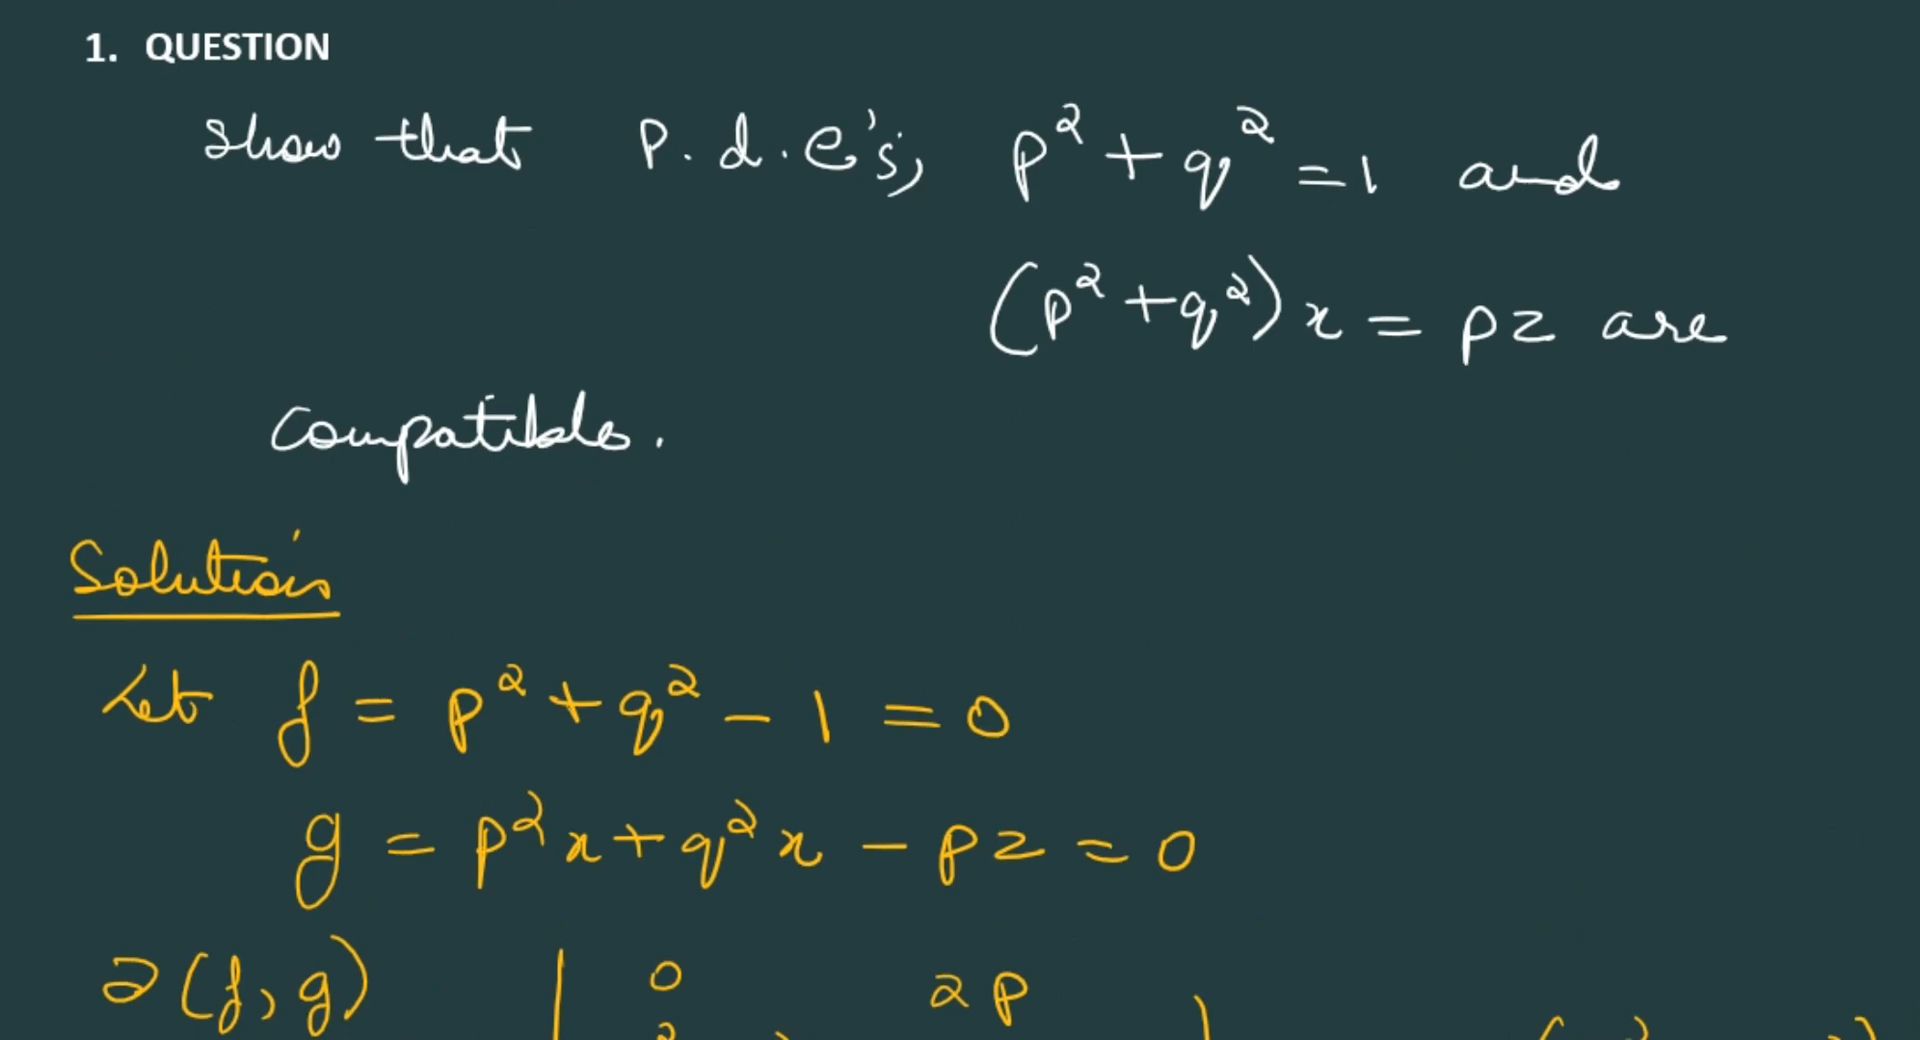 1. QUESTION
Show that P.d.e's, p² + q² = 1 and
(p² + q²) x = pz are
compatible.
Solution
Let f = p² + q² - 1 = 0
g = p²x + q²x - pz = 0
∂(f, g) | 0 2p |